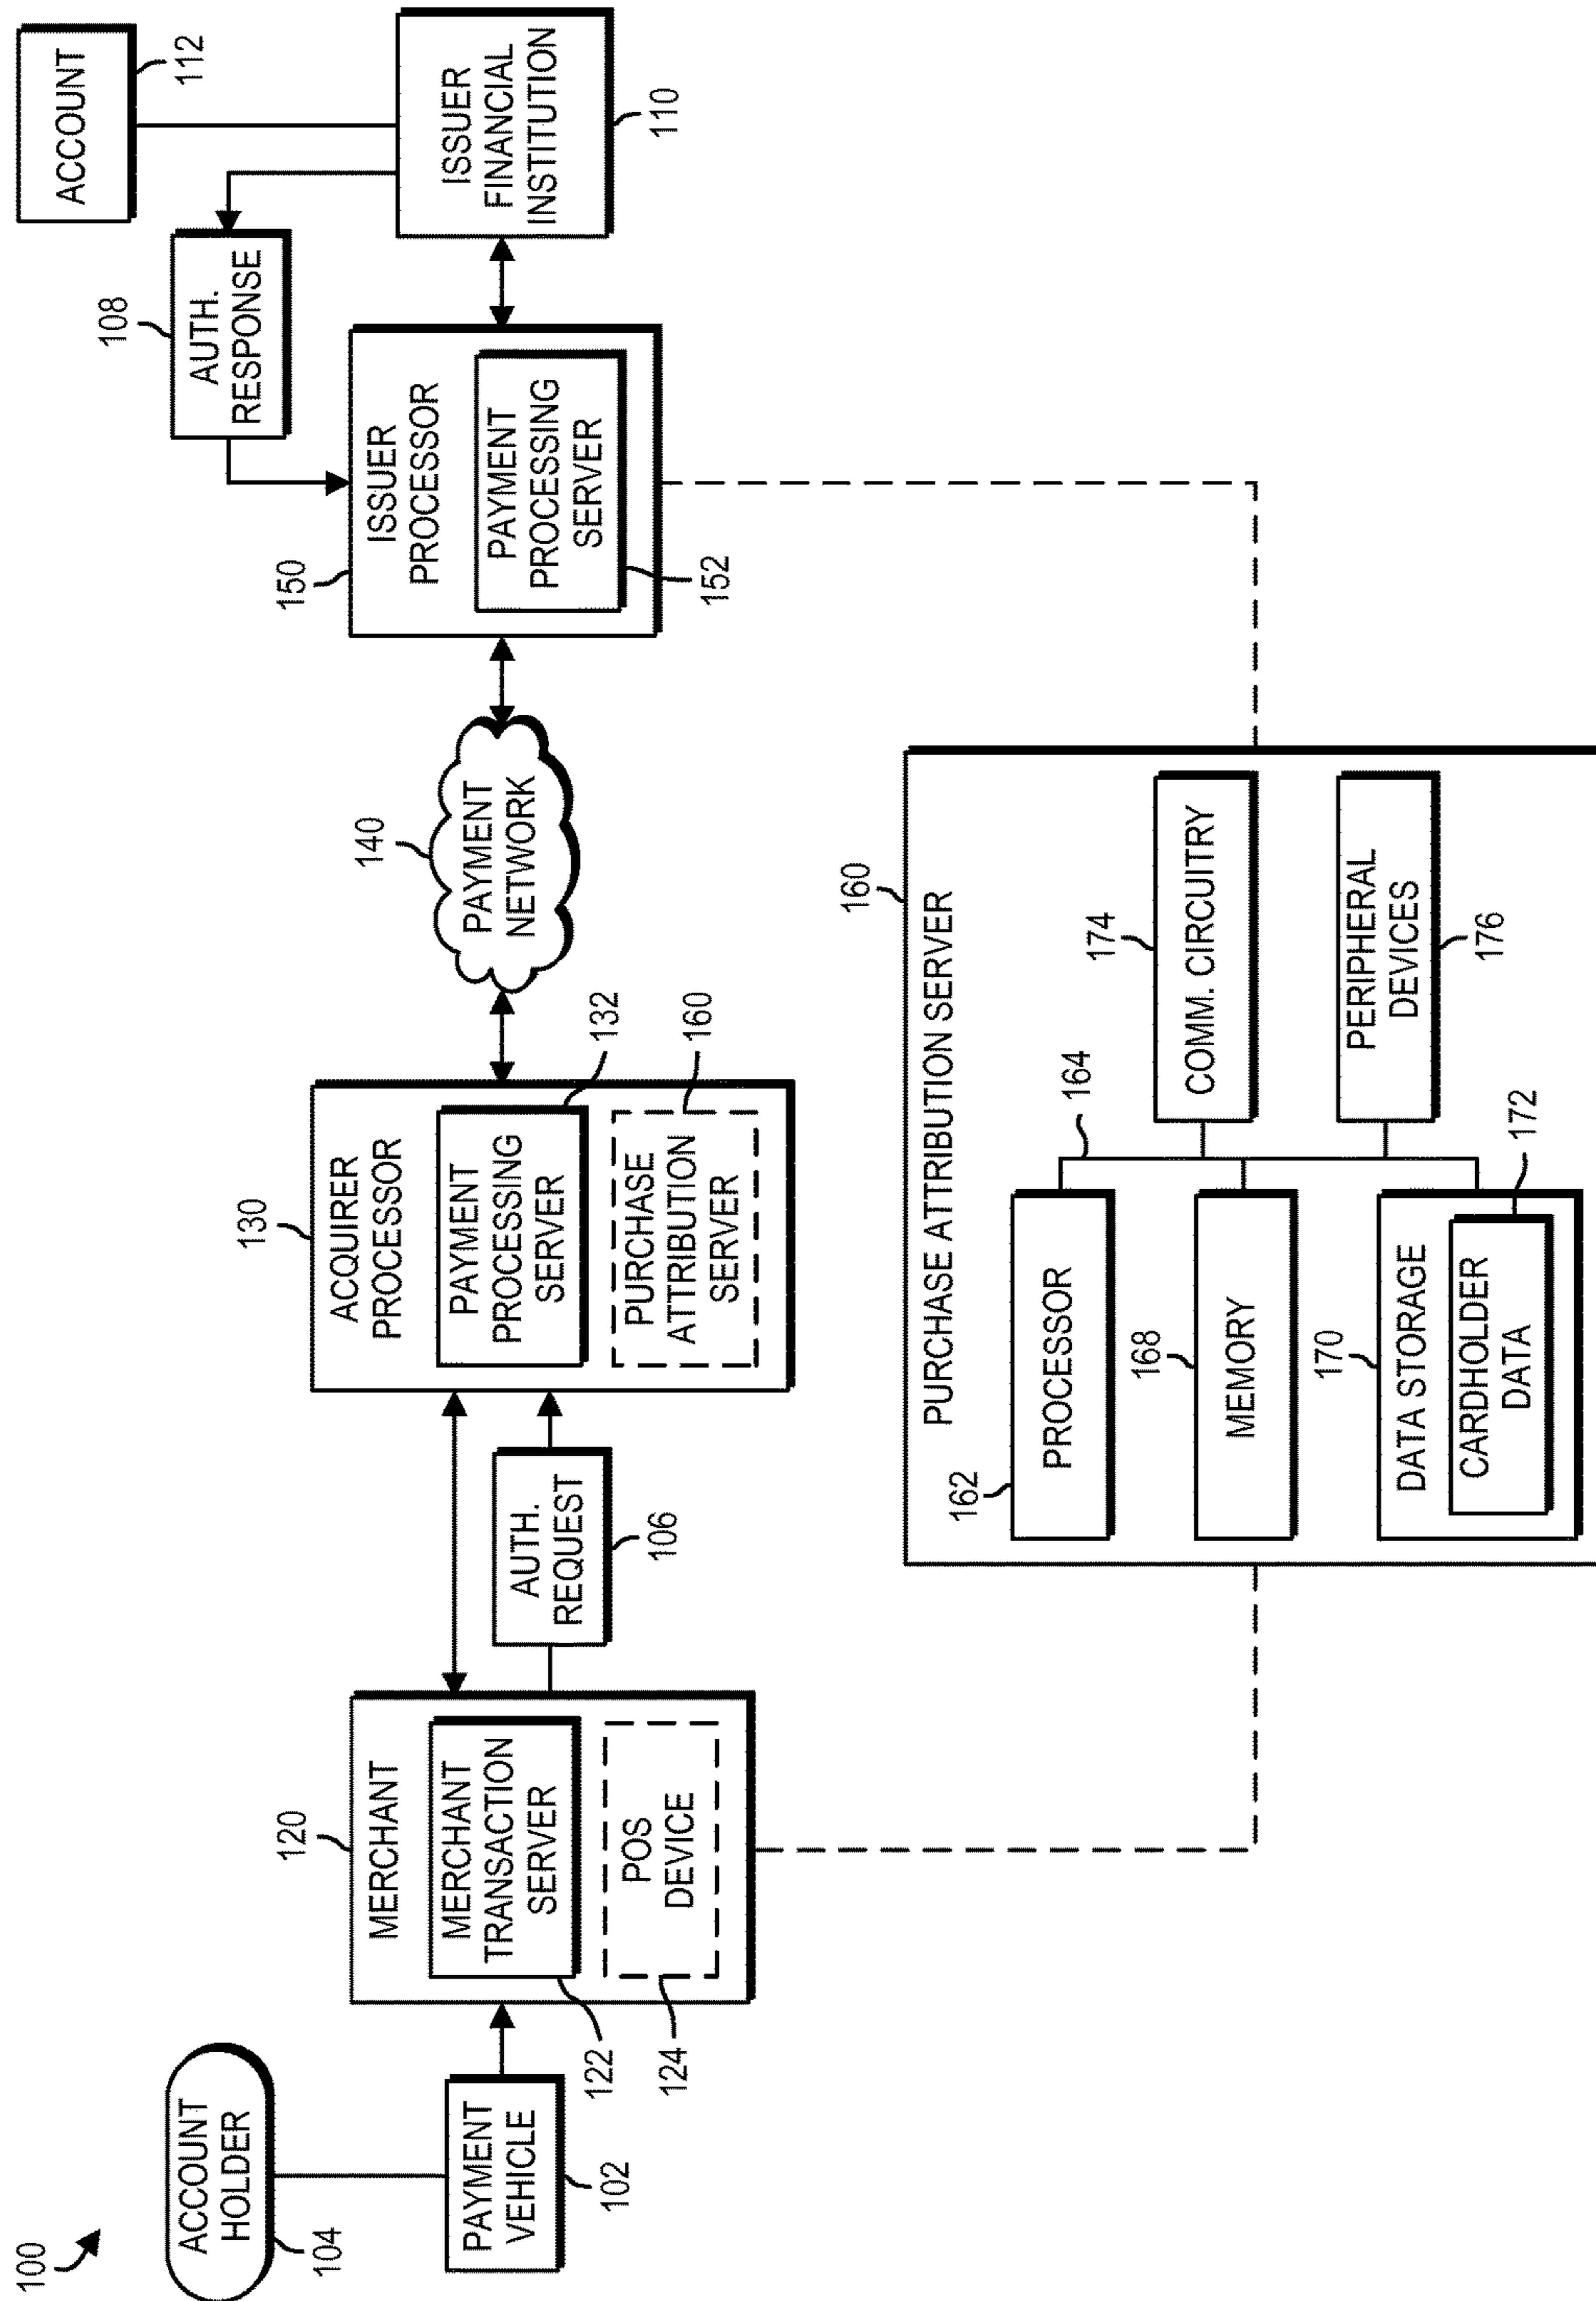 100
ACCOUNT
HOLDER
104
PAYMENT
VEHICLE
102
120
MERCHANT
MERCHANT
TRANSACTION
SERVER
122
POS
DEVICE
124
AUTH.
REQUEST
106
130
ACQUIRER
PROCESSOR
PAYMENT
PROCESSING
SERVER
132
PURCHASE
ATTRIBUTION
SERVER
160
140
PAYMENT
NETWORK
150
ISSUER
PROCESSOR
PAYMENT
PROCESSING
SERVER
152
108
AUTH.
RESPONSE
ACCOUNT
112
ISSUER
FINANCIAL
INSTITUTION
110
160
PURCHASE ATTRIBUTION SERVER
162
PROCESSOR
164
168
MEMORY
170
DATA STORAGE
CARDHOLDER
DATA
172
174
COMM. CIRCUITRY
PERIPHERAL
DEVICES
176